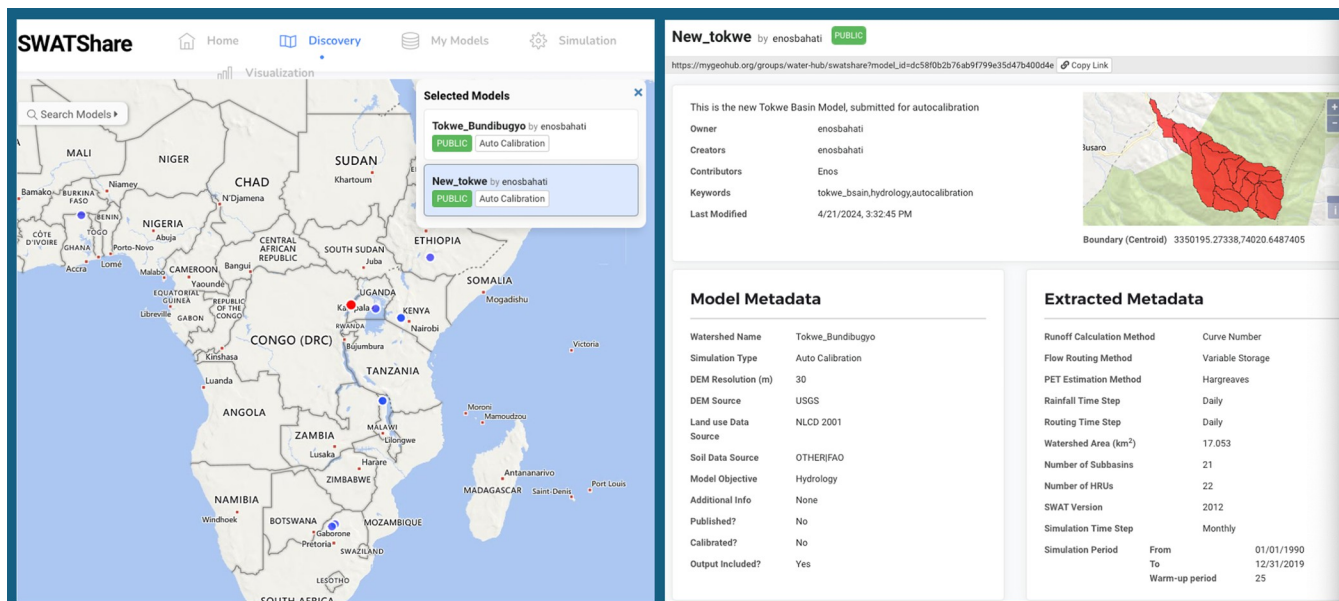 SWATShare
Home
Discovery
My Models
Simulation
Visualization
Search Models
Selected Models
×
Tokwe_Bundibugyo by enosbahati
PUBLIC Auto Calibration
New_tokwe by enosbahati
PUBLIC Auto Calibration
MALI
NIGER
CHAD
SUDAN
Khartoum
Niamey
Bamako
BURKINA
FASO
N'Djamena
BENIN
NIGERIA
Abuja
CÔTE
D'IVOIRE
TOGO
GHANA
Porto-Novo
Accra
Lomé
CENTRAL
AFRICAN
REPUBLIC
SOUTH SUDAN
Juba
ETHIOPIA
Malabo
CAMEROON
Bangui
Yaoundé
SOMALIA
Mogadishu
EQUATORIAL
GUINEA
REPUBLIC
OF THE
CONGO
Libreville
GABON
UGANDA
KENYA
Nairobi
RWANDA
CONGO (DRC)
Bujumbura
Kinshasa
Victoria
TANZANIA
Luanda
ANGOLA
Moroni
Mamoudzou
MALAWI
Lilongwe
ZAMBIA
Lusaka
Harare
ZIMBABWE
Antananarivo
MADAGASCAR
Saint-Denis
Port Louis
NAMIBIA
Windhoek
BOTSWANA
MOZAMBIQUE
Gaborone
Pretoria
SWAZILAND
LESOTHO
SOUTH AFRICA
New_tokwe by enosbahati PUBLIC
https://mygeohub.org/groups/water-hub/swatshare?model_id=dc58f0b2b76ab9f799e35d47b400d4e Copy Link
This is the new Tokwe Basin Model, submitted for autocalibration
Owner enosbahati
Creators enosbahati
Contributors Enos
Keywords tokwe_bsain,hydrology,autocalibration
Last Modified 4/21/2024, 3:32:45 PM
Busaro
+
−
i
Boundary (Centroid) 3350195.27338,74020.6487405
Model Metadata
Watershed Name Tokwe_Bundibugyo
Simulation Type Auto Calibration
DEM Resolution (m) 30
DEM Source USGS
Land use Data NLCD 2001
Source
Soil Data Source OTHER|FAO
Model Objective Hydrology
Additional Info None
Published? No
Calibrated? No
Output Included? Yes
Extracted Metadata
Runoff Calculation Method Curve Number
Flow Routing Method Variable Storage
PET Estimation Method Hargreaves
Rainfall Time Step Daily
Routing Time Step Daily
Watershed Area (km²) 17.053
Number of Subbasins 21
Number of HRUs 22
SWAT Version 2012
Simulation Time Step Monthly
Simulation Period From 01/01/1990
To 12/31/2019
Warm-up period 25